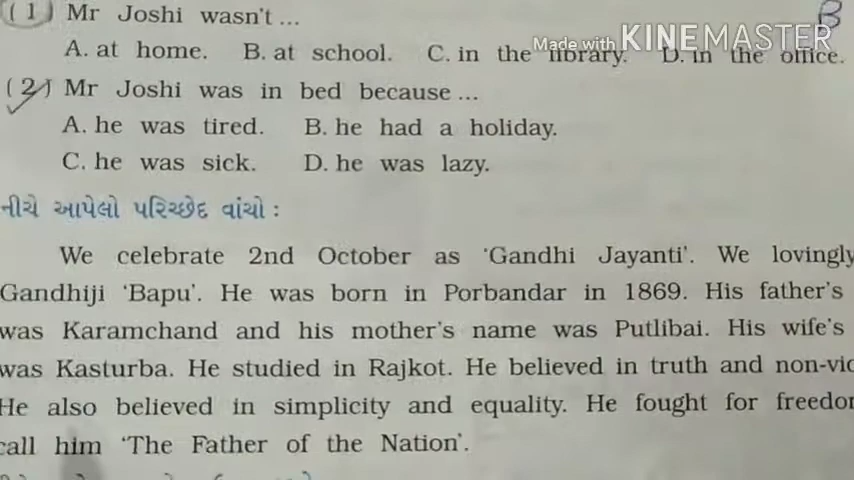 (1) Mr Joshi wasn't ... B
A. at home. B. at school. C. in the library. D. in the office.
Made with KINEMASTER
(2) Mr Joshi was in bed because ...
A. he was tired. B. he had a holiday.
C. he was sick. D. he was lazy.
નીચે આપેલો પરિચ્છેદ વાંચો :
We celebrate 2nd October as 'Gandhi Jayanti'. We lovingly
Gandhiji 'Bapu'. He was born in Porbandar in 1869. His father's
was Karamchand and his mother's name was Putlibai. His wife's
was Kasturba. He studied in Rajkot. He believed in truth and non-vio
He also believed in simplicity and equality. He fought for freedom
call him 'The Father of the Nation'.